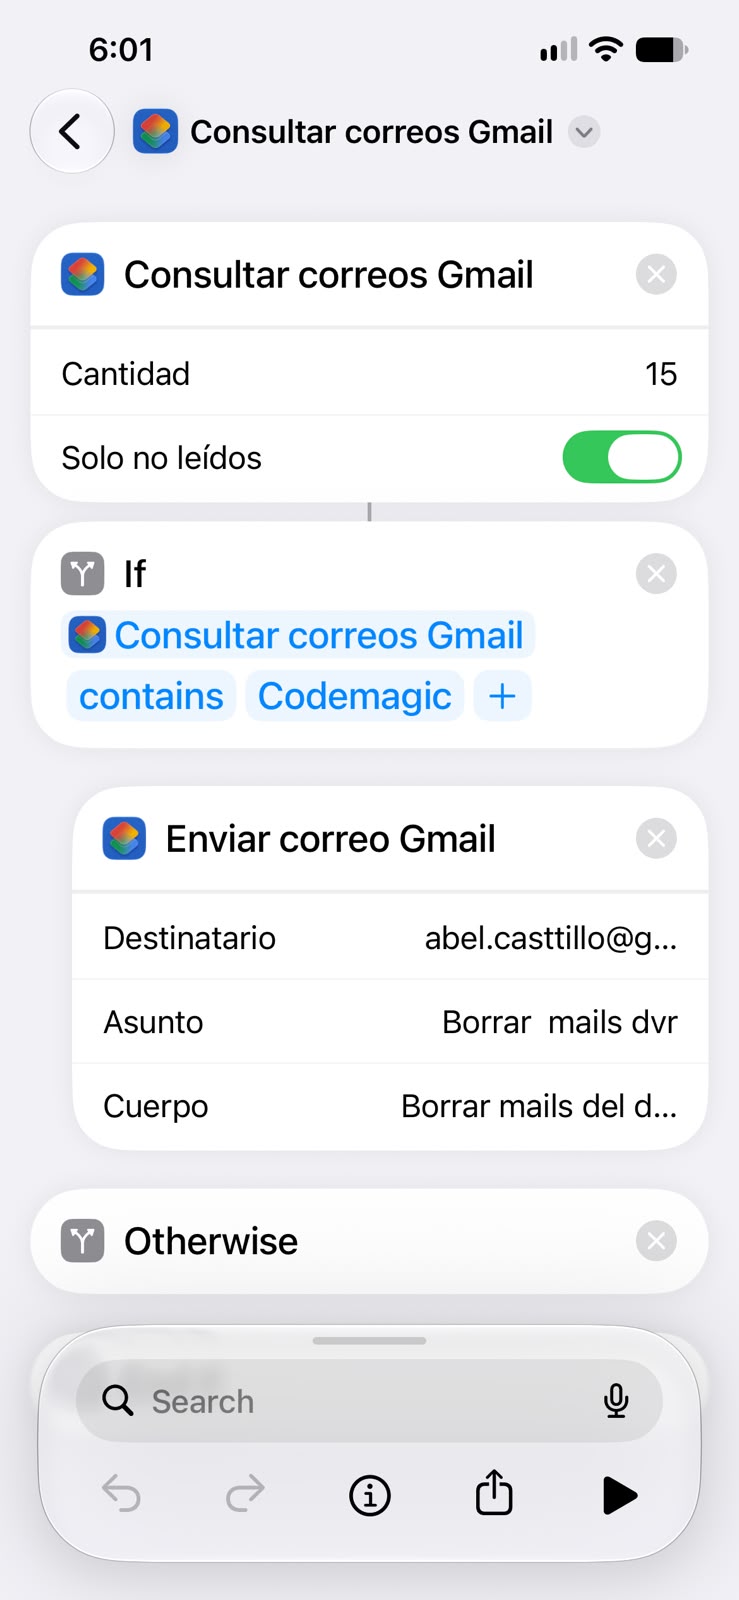 6:01
Consultar correos Gmail
Consultar correos Gmail
Cantidad 15
Solo no leídos
If
Consultar correos Gmail
contains Codemagic +
Enviar correo Gmail
Destinatario abel.casttillo@g...
Asunto Borrar  mails dvr
Cuerpo Borrar mails del d...
Otherwise
Search